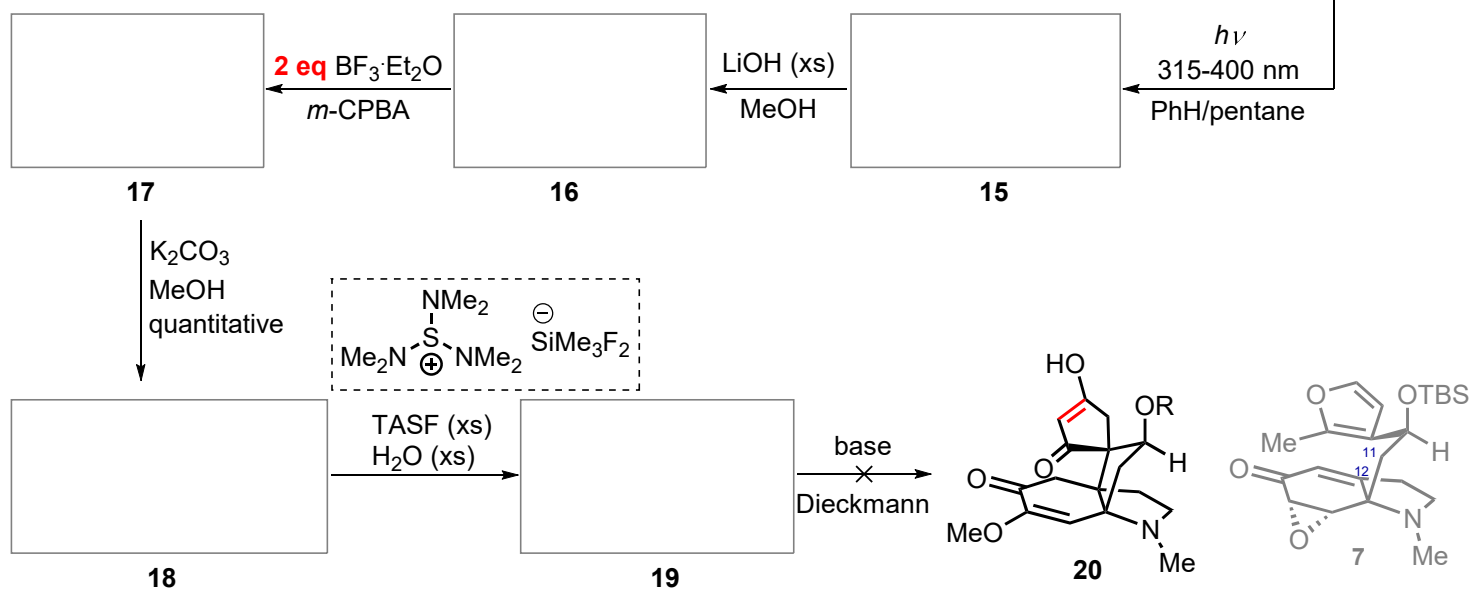 hν
315-400 nm
PhH/pentane
LiOH (xs)
MeOH
2 eq BF₃·Et₂O
m-CPBA
17
16
15
K₂CO₃
MeOH
quantitative
NMe₂
S
Me₂N
NMe₂
⊕
⊖
SiMe₃F₂
TASF (xs)
H₂O (xs)
base
Dieckmann
18
19
HO
OR
O
H
O
MeO
N
Me
20
O
OTBS
Me
H
11
12
O
N
O
Me
7